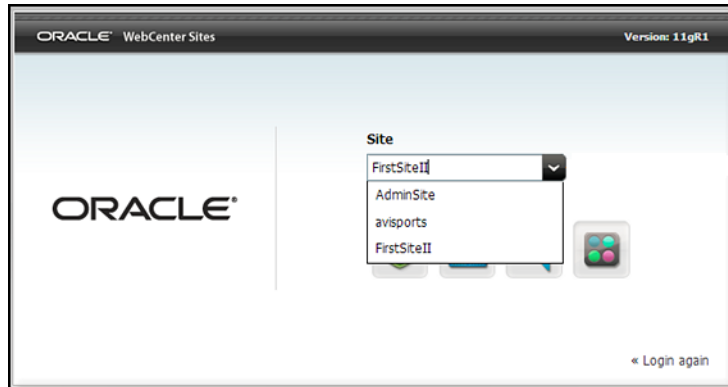 ORACLE® WebCenter Sites Version: 11gR1
Site
FirstSiteII
AdminSite
avisports
FirstSiteII
ORACLE®
« Login again